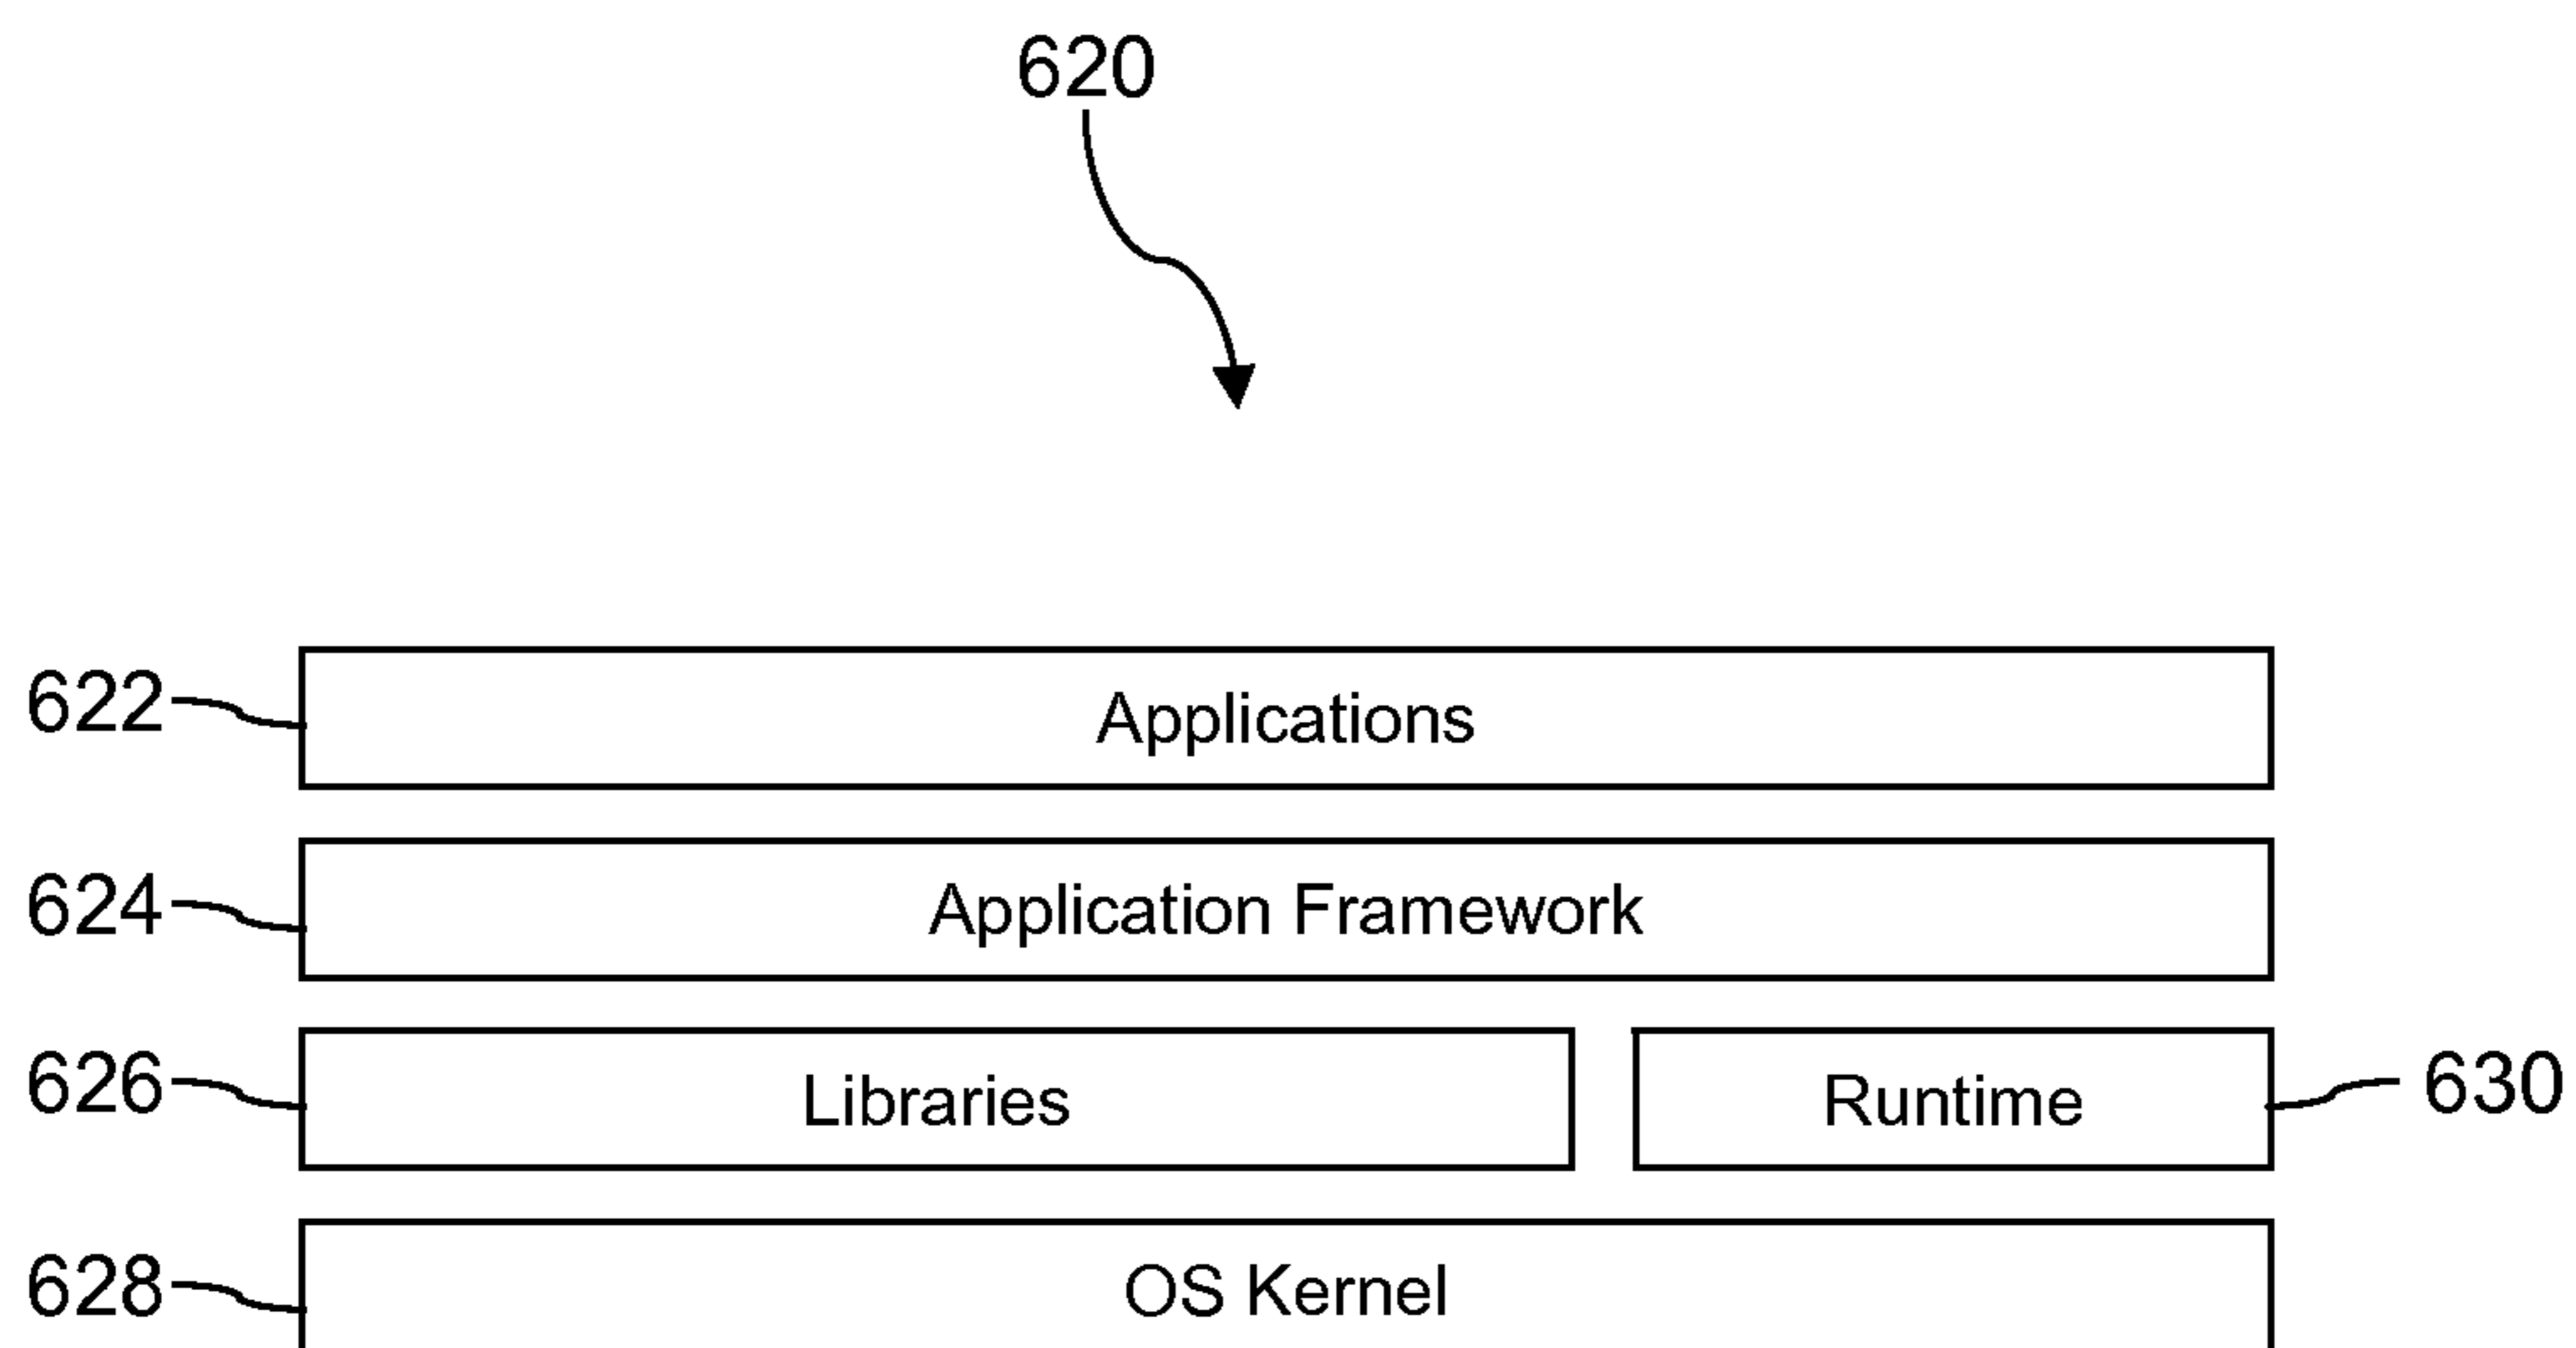 620
622 Applications
624 Application Framework
626 Libraries Runtime 630
628 OS Kernel